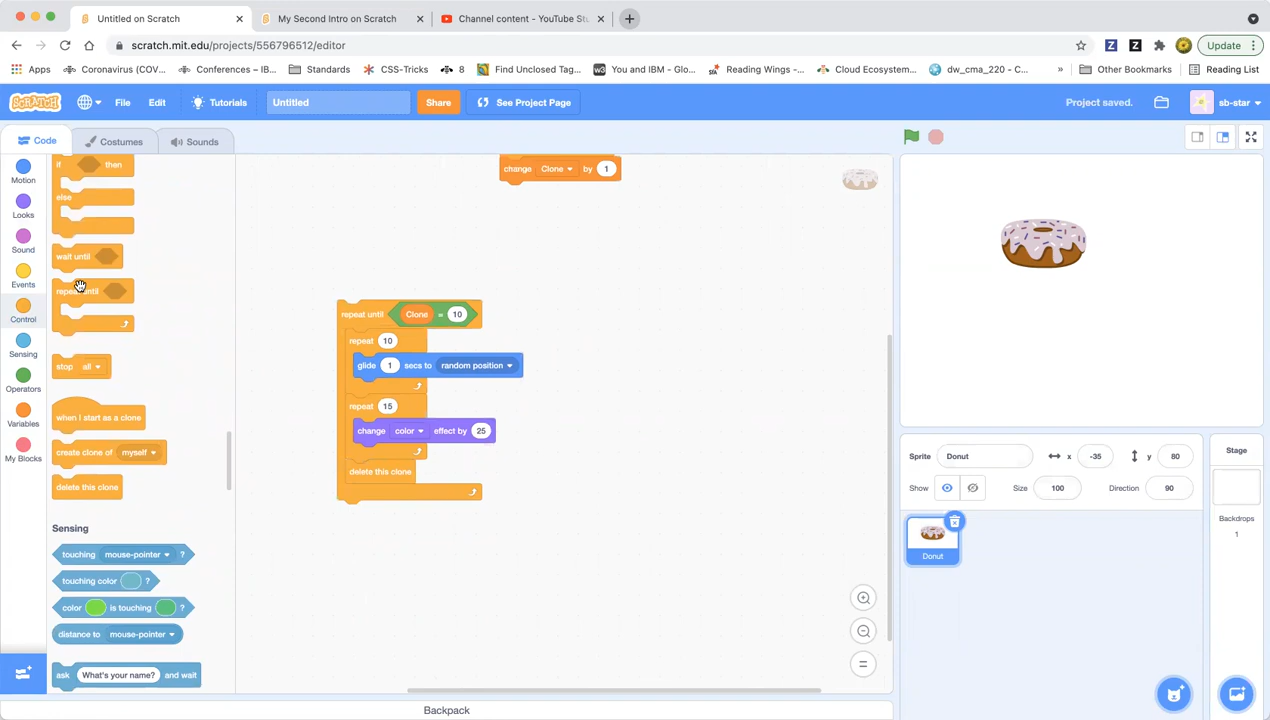 Untitled on Scratch
My Second Intro on Scratch
Channel content - YouTube Stu
scratch.mit.edu/projects/556796512/editor
Update
Apps
Coronavirus (COV...
Conferences – IB...
Standards
CSS-Tricks
8
Find Unclosed Tag...
You and IBM - Glo...
Reading Wings -...
Cloud Ecosystem...
dw_cma_220 - C...
»
Other Bookmarks
Reading List
SCRATCH
File
Edit
Tutorials
Untitled
Share
See Project Page
Project saved.
sb-star
Code
Costumes
Sounds
Motion
Looks
Sound
Events
Control
Sensing
Operators
Variables
My Blocks
if then
else
wait until
repeat until
stop all
when I start as a clone
create clone of myself
delete this clone
Sensing
touching mouse-pointer ?
touching color ?
color is touching ?
distance to mouse-pointer
ask What's your name? and wait
change Clone by 1
repeat until Clone = 10
repeat 10
glide 1 secs to random position
repeat 15
change color effect by 25
delete this clone
Backpack
Sprite Donut x -35 y 80
Show Size 100 Direction 90
Donut
Stage
Backdrops
1